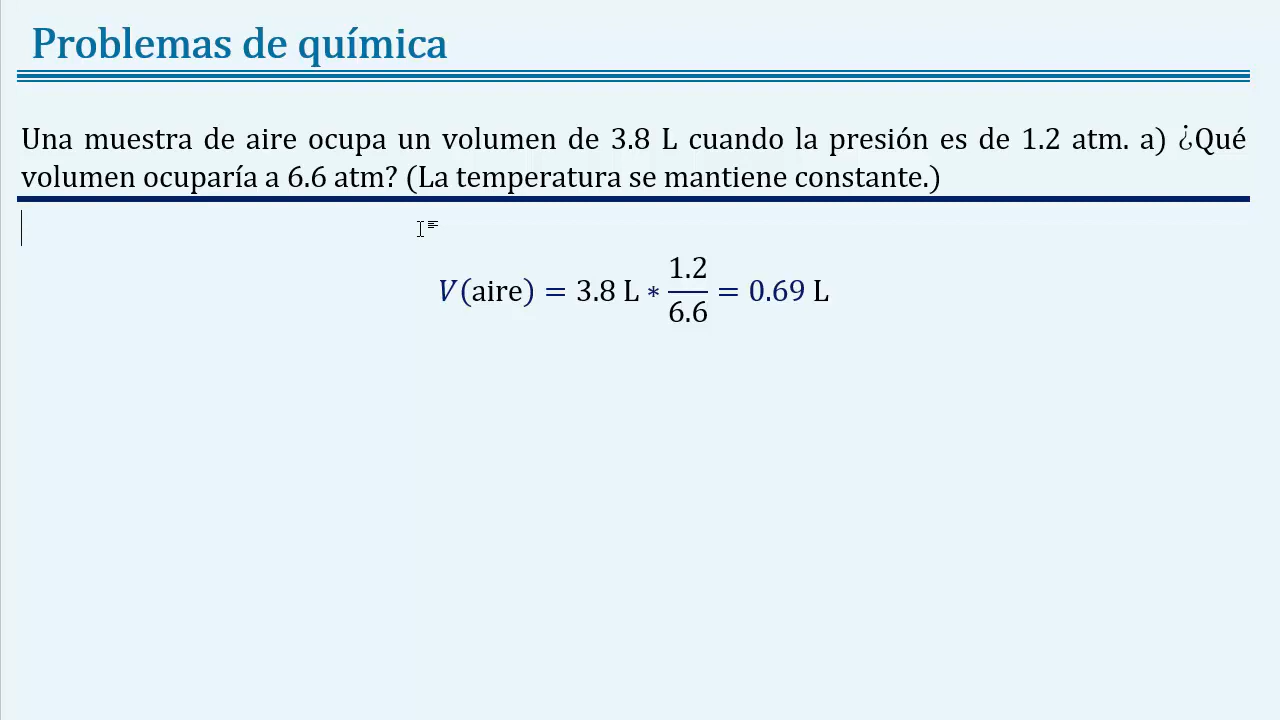 Problemas de química
Una muestra de aire ocupa un volumen de 3.8 L cuando la presión es de 1.2 atm. a) ¿Qué
volumen ocuparía a 6.6 atm? (La temperatura se mantiene constante.)
V(aire) = 3.8 L ∗ 1.2/6.6 = 0.69 L